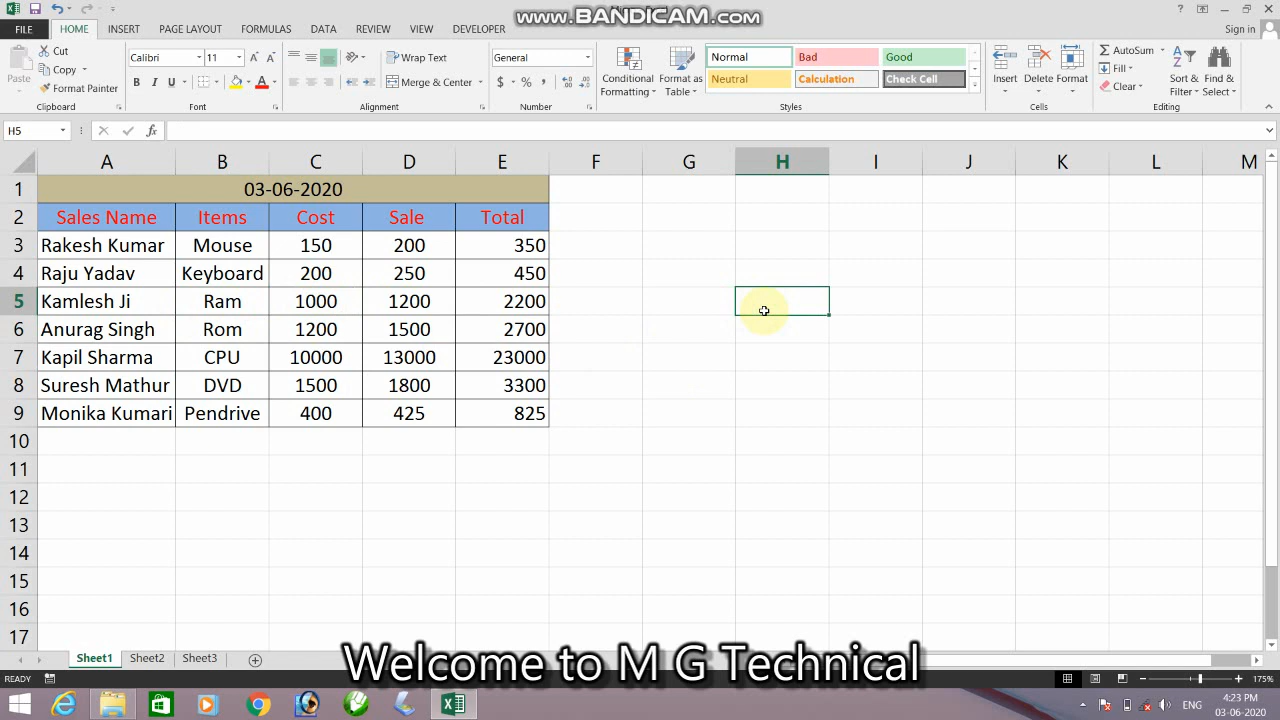 www.BANDICAM.com
Sign in
FILE HOME INSERT PAGE LAYOUT FORMULAS DATA REVIEW VIEW DEVELOPER
Paste Cut Copy Format Painter
Calibri 11
B I U
Wrap Text
Merge & Center
General
$ % ,
Conditional Formatting Format as Table
Normal Bad Good
Neutral Calculation Check Cell
Insert Delete Format
AutoSum Fill Clear
Sort & Filter Find & Select
Clipboard Font Alignment Number Styles Cells Editing
H5 fx
A B C D E F G H I J K L M
1 03-06-2020
2 Sales Name Items Cost Sale Total
3 Rakesh Kumar Mouse 150 200 350
4 Raju Yadav Keyboard 200 250 450
5 Kamlesh Ji Ram 1000 1200 2200
6 Anurag Singh Rom 1200 1500 2700
7 Kapil Sharma CPU 10000 13000 23000
8 Suresh Mathur DVD 1500 1800 3300
9 Monika Kumari Pendrive 400 425 825
10
11
12
13
14
15
16
17
Sheet1 Sheet2 Sheet3
Welcome to M G Technical
READY 175%
ENG 4:23 PM
03-06-2020